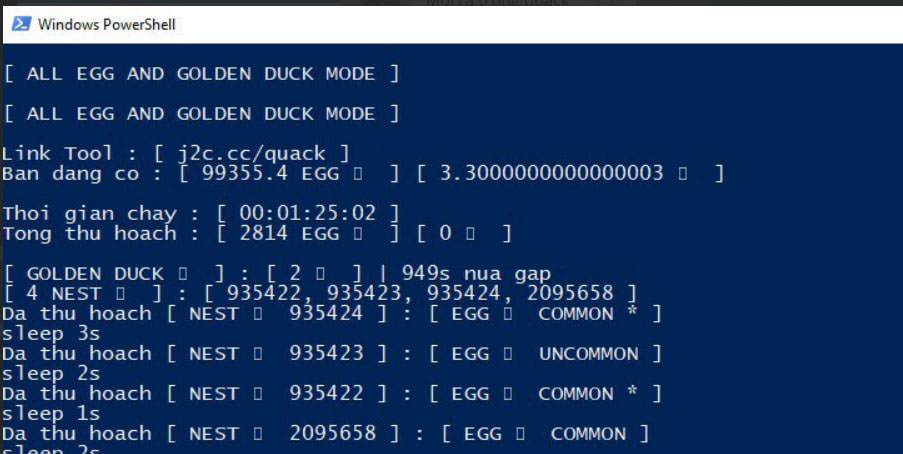 Windows PowerShell
[ ALL EGG AND GOLDEN DUCK MODE ]
[ ALL EGG AND GOLDEN DUCK MODE ]
Link Tool : [ j2c.cc/quack ]
Ban dang co : [ 99355.4 EGG ▯ ] [ 3.3000000000000003 ▯ ]
Thoi gian chay : [ 00:01:25:02 ]
Tong thu hoach : [ 2814 EGG ▯ ] [ 0 ▯ ]
[ GOLDEN DUCK ▯ ] : [ 2 ▯ ] | 949s nua gap
[ 4 NEST ▯ ] : [ 935422, 935423, 935424, 2095658 ]
Da thu hoach [ NEST ▯ 935424 ] : [ EGG ▯ COMMON * ]
sleep 3s
Da thu hoach [ NEST ▯ 935423 ] : [ EGG ▯ UNCOMMON ]
sleep 2s
Da thu hoach [ NEST ▯ 935422 ] : [ EGG ▯ COMMON * ]
sleep 1s
Da thu hoach [ NEST ▯ 2095658 ] : [ EGG ▯ COMMON ]
sleep 2s